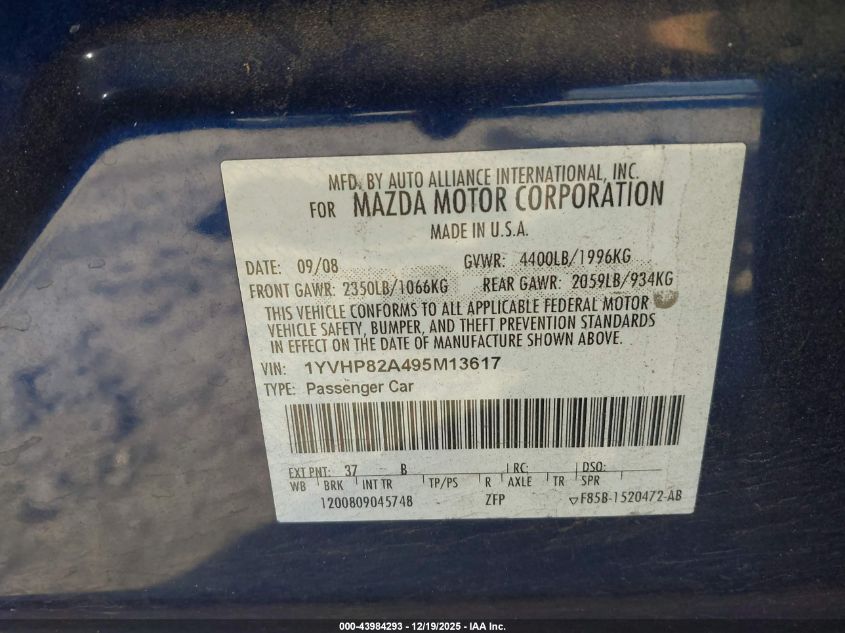 MFD. BY AUTO ALLIANCE INTERNATIONAL, INC.
FOR MAZDA MOTOR CORPORATION
MADE IN U.S.A.
DATE: 09/08 GVWR: 4400LB/1996KG
FRONT GAWR: 2350LB/1066KG REAR GAWR: 2059LB/934KG
THIS VEHICLE CONFORMS TO ALL APPLICABLE FEDERAL MOTOR
VEHICLE SAFETY, BUMPER, AND THEFT PREVENTION STANDARDS
IN EFFECT ON THE DATE OF MANUFACTURE SHOWN ABOVE.
VIN: 1YVHP82A495M13617
TYPE: Passenger Car
EXT PNT: 37 B RC: DSO:
WB BRK INT TR TP/PS R AXLE TR SPR
1200809045748 ZFP F85B-1520472-AB
000-43984293 - 12/19/2025 - IAA Inc.